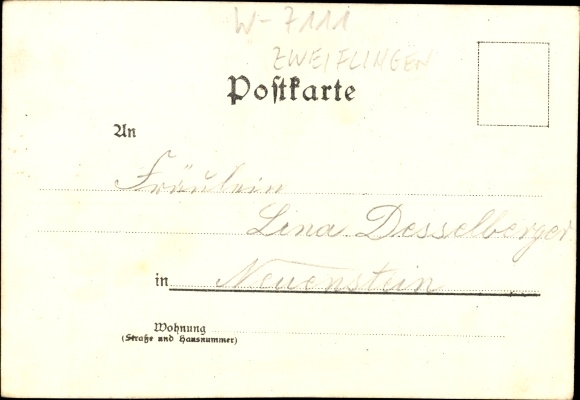 W-7111
ZWEIFLINGEN
Postkarte
An
Fräulein
Lina Desselberger
in Neuenstein
Wohnung
(Straße und Hausnummer)